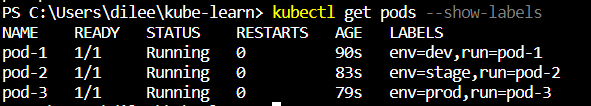 PS C:\Users\dilee\kube-learn> kubectl get pods --show-labels
NAME    READY   STATUS    RESTARTS   AGE   LABELS
pod-1   1/1     Running   0          90s   env=dev,run=pod-1
pod-2   1/1     Running   0          83s   env=stage,run=pod-2
pod-3   1/1     Running   0          79s   env=prod,run=pod-3